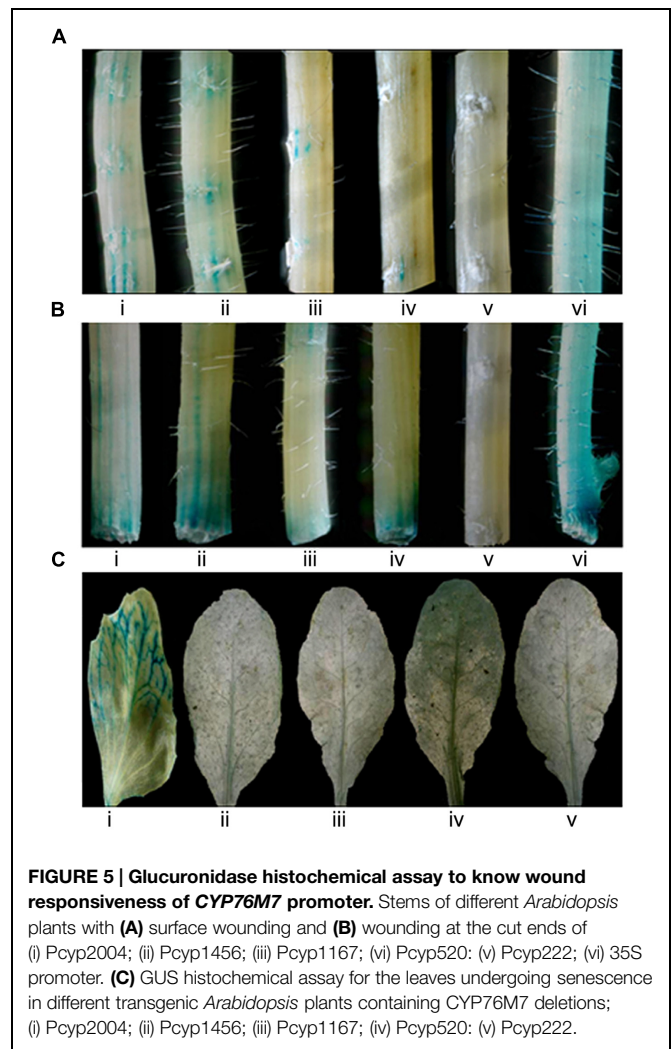 A
i ii iii iv v vi
B
i ii iii iv v vi
C
i ii iii iv v
FIGURE 5 | Glucuronidase histochemical assay to know wound
responsiveness of CYP76M7 promoter. Stems of different Arabidopsis
plants with (A) surface wounding and (B) wounding at the cut ends of
(i) Pcyp2004; (ii) Pcyp1456; (iii) Pcyp1167; (vi) Pcyp520: (v) Pcyp222; (vi) 35S
promoter. (C) GUS histochemical assay for the leaves undergoing senescence
in different transgenic Arabidopsis plants containing CYP76M7 deletions;
(i) Pcyp2004; (ii) Pcyp1456; (iii) Pcyp1167; (iv) Pcyp520: (v) Pcyp222.